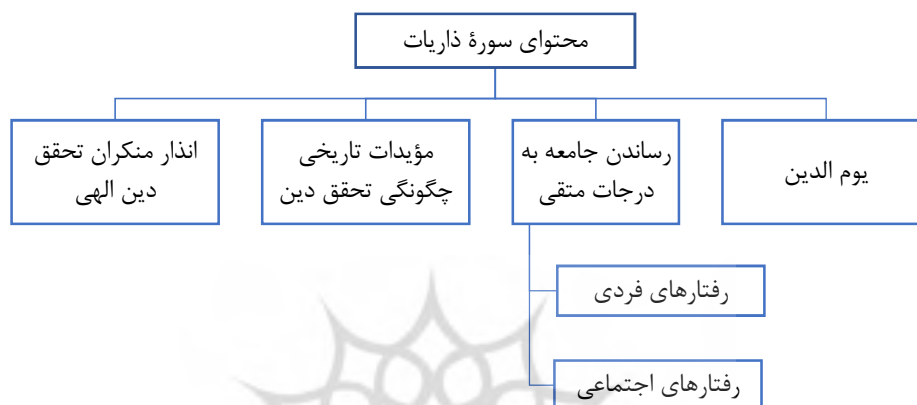 محتوای سورۀ ذاریات
یوم الدین
رساندن جامعه به
درجات متقی
مؤیدات تاریخی
چگونگی تحقق دین
انذار منکران تحقق
دین الهی
رفتارهای فردی
رفتارهای اجتماعی